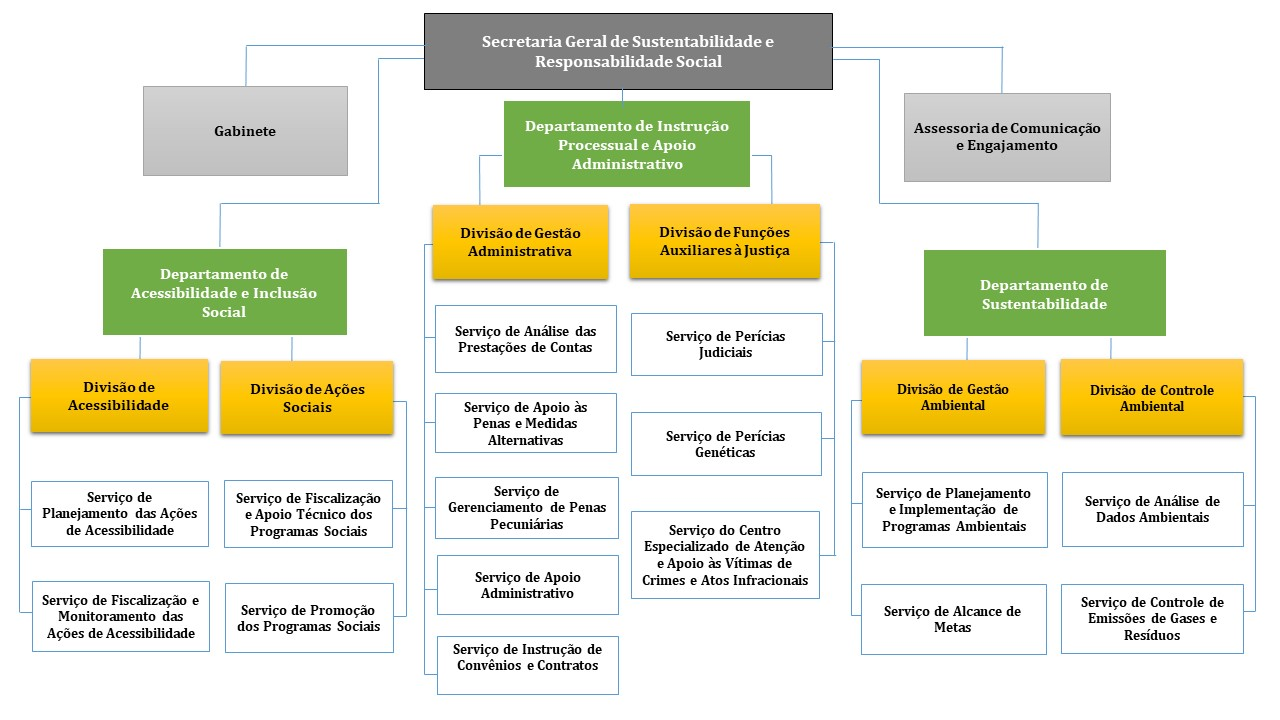 Secretaria Geral de Sustentabilidade e
Responsabilidade Social
Gabinete
Assessoria de Comunicação
e Engajamento
Departamento de Instrução
Processual e Apoio
Administrativo
Departamento de
Acessibilidade e Inclusão
Social
Divisão de
Acessibilidade
Serviço de
Planejamento das Ações
de Acessibilidade
Serviço de Fiscalização e
Monitoramento das
Ações de Acessibilidade
Divisão de Ações
Sociais
Serviço de Fiscalização
e Apoio Técnico dos
Programas Sociais
Serviço de Promoção
dos Programas Sociais
Divisão de Gestão
Administrativa
Serviço de Análise das
Prestações de Contas
Serviço de Apoio às
Penas e Medidas
Alternativas
Serviço de
Gerenciamento de Penas
Pecuniárias
Serviço de Apoio
Administrativo
Serviço de Instrução de
Convênios e Contratos
Divisão de Funções
Auxiliares à Justiça
Serviço de Perícias
Judiciais
Serviço de Perícias
Genéticas
Serviço do Centro
Especializado de Atenção
e Apoio às Vítimas de
Crimes e Atos Infracionais
Departamento de
Sustentabilidade
Divisão de Gestão
Ambiental
Serviço de Planejamento
e Implementação de
Programas Ambientais
Serviço de Alcance de
Metas
Divisão de Controle
Ambiental
Serviço de Análise de
Dados Ambientais
Serviço de Controle de
Emissões de Gases e
Resíduos